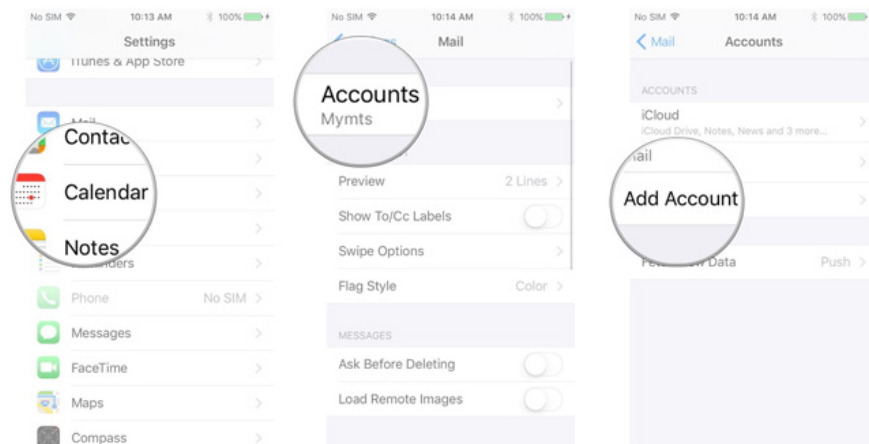 No SIM 10:13 AM 100%
Settings
iTunes & App Store
Mail
Contac
Calendar
Notes
Reminders
Phone No SIM
Messages
FaceTime
Maps
Compass
No SIM 10:14 AM 100%
Mail
Accounts
Mymts
Preview 2 Lines
Show To/Cc Labels
Swipe Options
Flag Style Color
MESSAGES
Ask Before Deleting
Load Remote Images
No SIM 10:14 AM 100%
Mail Accounts
ACCOUNTS
iCloud
iCloud Drive, Notes, News and 3 more...
mail
Add Account
Data Push